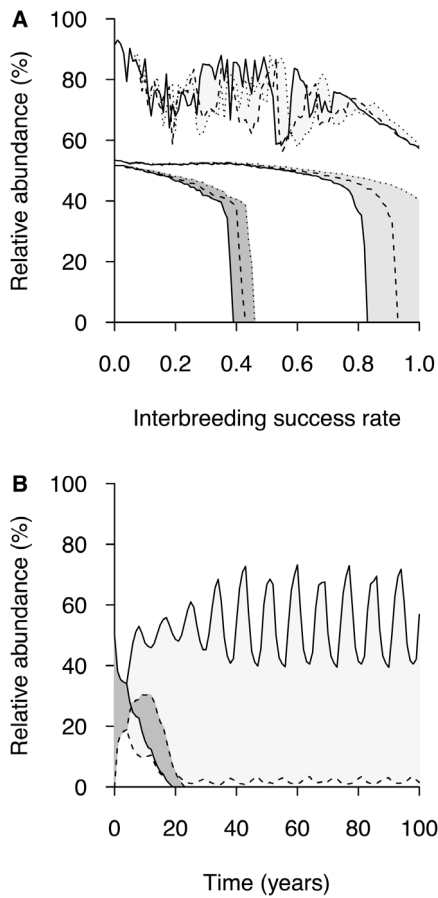 A
Relative abundance (%)
100
80
60
40
20
0
0.0 0.2 0.4 0.6 0.8 1.0
Interbreeding success rate
B
Relative abundance (%)
100
80
60
40
20
0
0 20 40 60 80 100
Time (years)